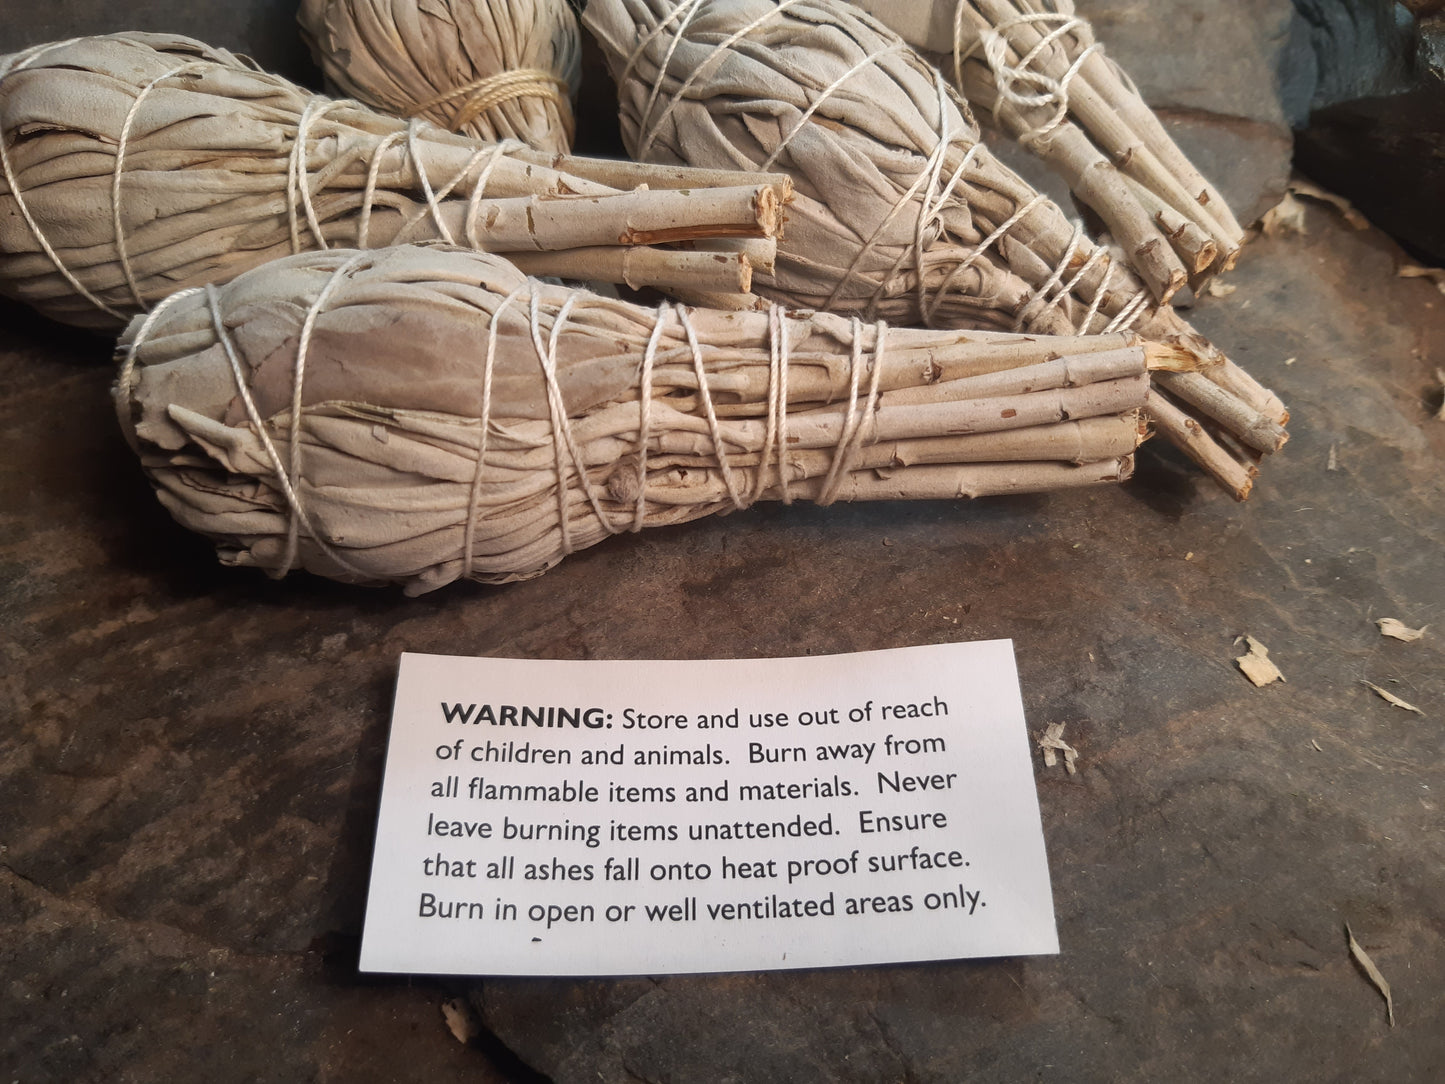 WARNING: Store and use out of reach
of children and animals.  Burn away from
all flammable items and materials.  Never
leave burning items unattended.  Ensure
that all ashes fall onto heat proof surface.
Burn in open or well ventilated areas only.